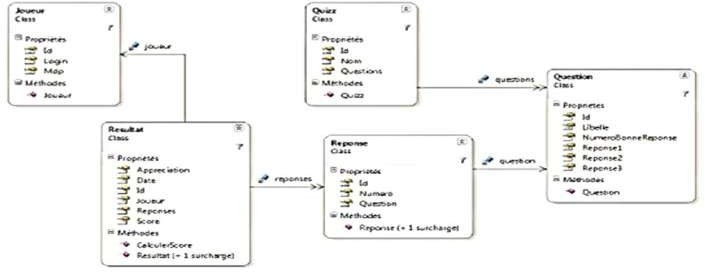 Joueur
Class
Propriétés
Id
Login
Mdp
Méthodes
Joueur
joueur
Quizz
Class
Propriétés
Id
Nom
Questions
Méthodes
Quizz
questions
Question
Class
Propriétés
Id
Libelle
NumeroBonneReponse
Reponse1
Reponse2
Reponse3
Méthodes
Question
Resultat
Class
Propriétés
Appreciation
Date
Id
Joueur
Reponses
Score
Méthodes
CalculerScore
Resultat (+ 1 surcharge)
reponses
Reponse
Class
Propriétés
Id
Numero
Question
Méthodes
Reponse (+ 1 surcharge)
question